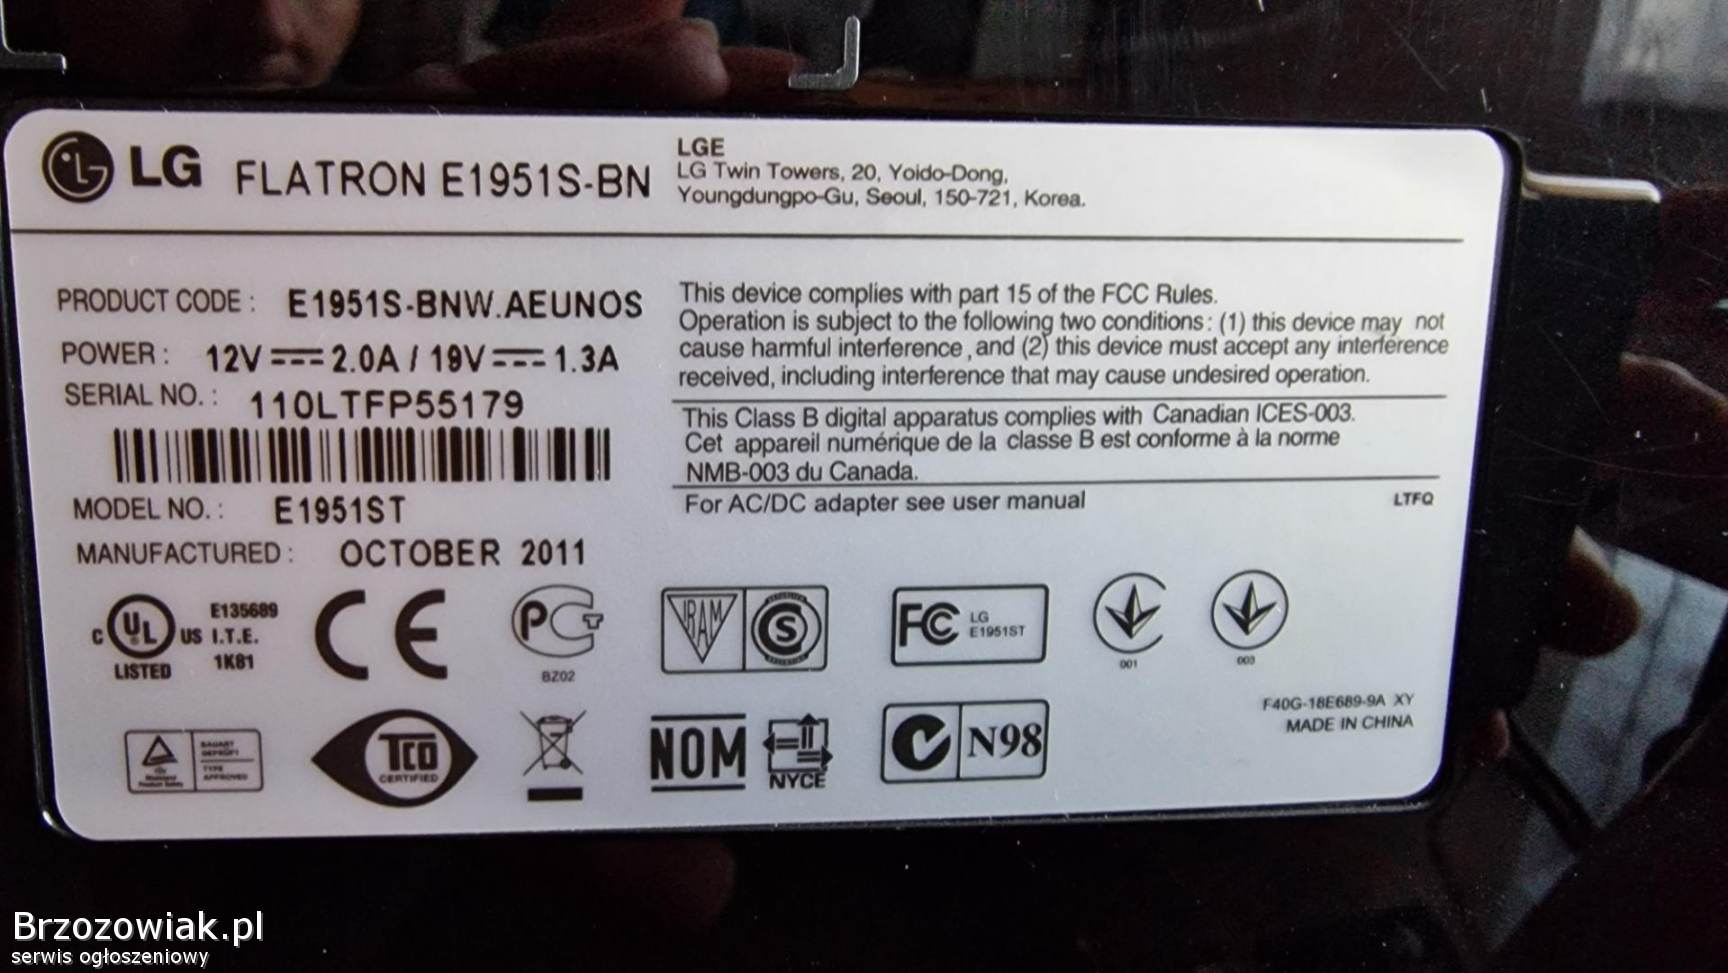 LG FLATRON E1951S-BN
LGE
LG Twin Towers, 20, Yoido-Dong,
Youngdungpo-Gu, Seoul, 150-721, Korea.
PRODUCT CODE : E1951S-BNW.AEUNOS
POWER : 12V 2.0A / 19V 1.3A
SERIAL NO. : 110LTFP55179
MODEL NO. : E1951ST
MANUFACTURED : OCTOBER 2011
This device complies with part 15 of the FCC Rules.
Operation is subject to the following two conditions : (1) this device may not
cause harmful interference , and (2) this device must accept any interference
received, including interference that may cause undesired operation.
This Class B digital apparatus complies with Canadian ICES-003.
Cet appareil numérique de la classe B est conforme à la norme
NMB-003 du Canada.
For AC/DC adapter see user manual
LTFQ
C UL US
LISTED
E135689
I.T.E.
1K81
CE
PCT
BZ02
IRAM
S
FC
LG
E1951ST
001
003
F40G-18E689-9A XY
MADE IN CHINA
BAUART
GEPRÜFT
TYPE
APPROVED
TCO
CERTIFIED
NOM
NYCE
N98
Brzozowiak.pl
serwis ogłoszeniowy